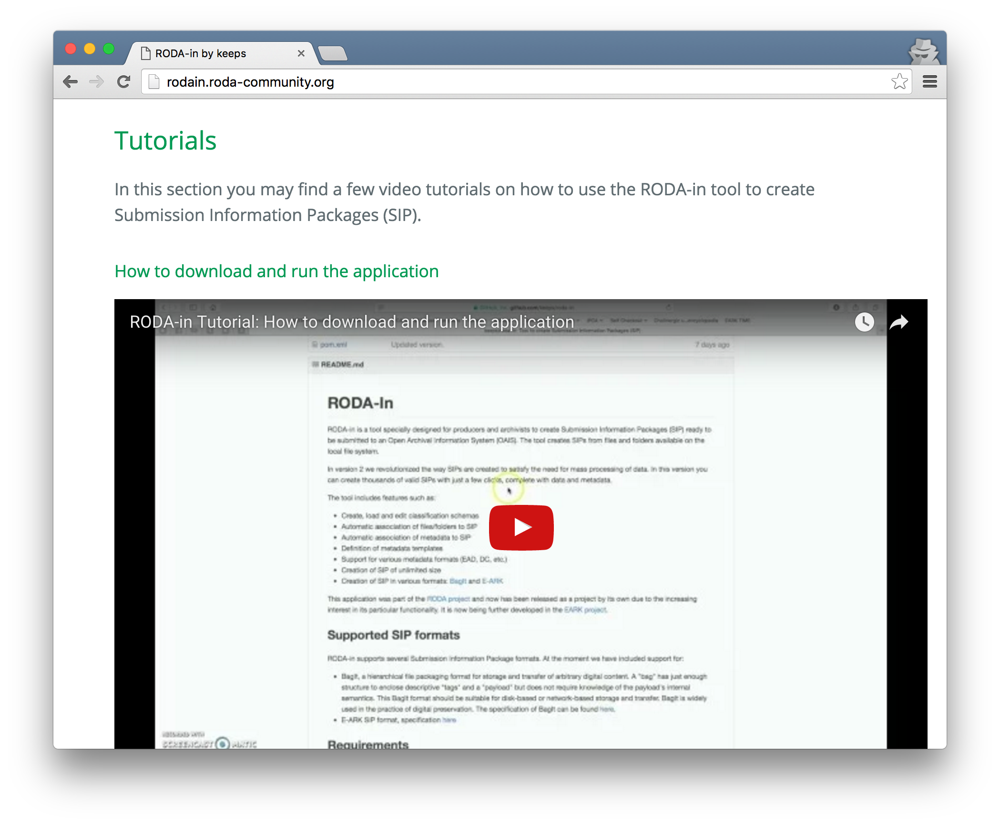 RODA-in by keeps
rodain.roda-community.org
Tutorials
In this section you may find a few video tutorials on how to use the RODA-in tool to create
Submission Information Packages (SIP).
How to download and run the application
RODA-in Tutorial: How to download and run the application
keeps/roda-in: Tool to create Submission Information Packages (SIP)
pom.xml Updated version. 7 days ago
README.md
RODA-In
RODA-in is a tool specially designed for producers and archivists to create Submission Information Packages (SIP) ready to
be submitted to an Open Archival Information System (OAIS). The tool creates SIPs from files and folders available on the
local file system.
In version 2 we revolutionized the way SIPs are created to satisfy the need for mass processing of data. In this version you
can create thousands of valid SIPs with just a few clicks, complete with data and metadata.
The tool includes features such as:
• Create, load and edit classification schemas
• Automatic association of files/folders to SIP
• Automatic association of metadata to SIP
• Definition of metadata templates
• Support for various metadata formats (EAD, DC, etc.)
• Creation of SIP of unlimited size
• Creation of SIP in various formats: BagIt and E-ARK
This application was part of the RODA project and now has been released as a project by its own due to the increasing
interest in its particular functionality. It is now being further developed in the EARK project.
Supported SIP formats
RODA-in supports several Submission Information Package formats. At the moment we have included support for:
• BagIt, a hierarchical file packaging format for storage and transfer of arbitrary digital content. A "bag" has just enough
structure to enclose descriptive "tags" and a "payload" but does not require knowledge of the payload's internal
semantics. This BagIt format should be suitable for disk-based or network-based storage and transfer. BagIt is widely
used in the practice of digital preservation. The specification of BagIt can be found here.
• E-ARK SIP format, specification here
RECORDED WITH
SCREENCAST MATIC
Requirements